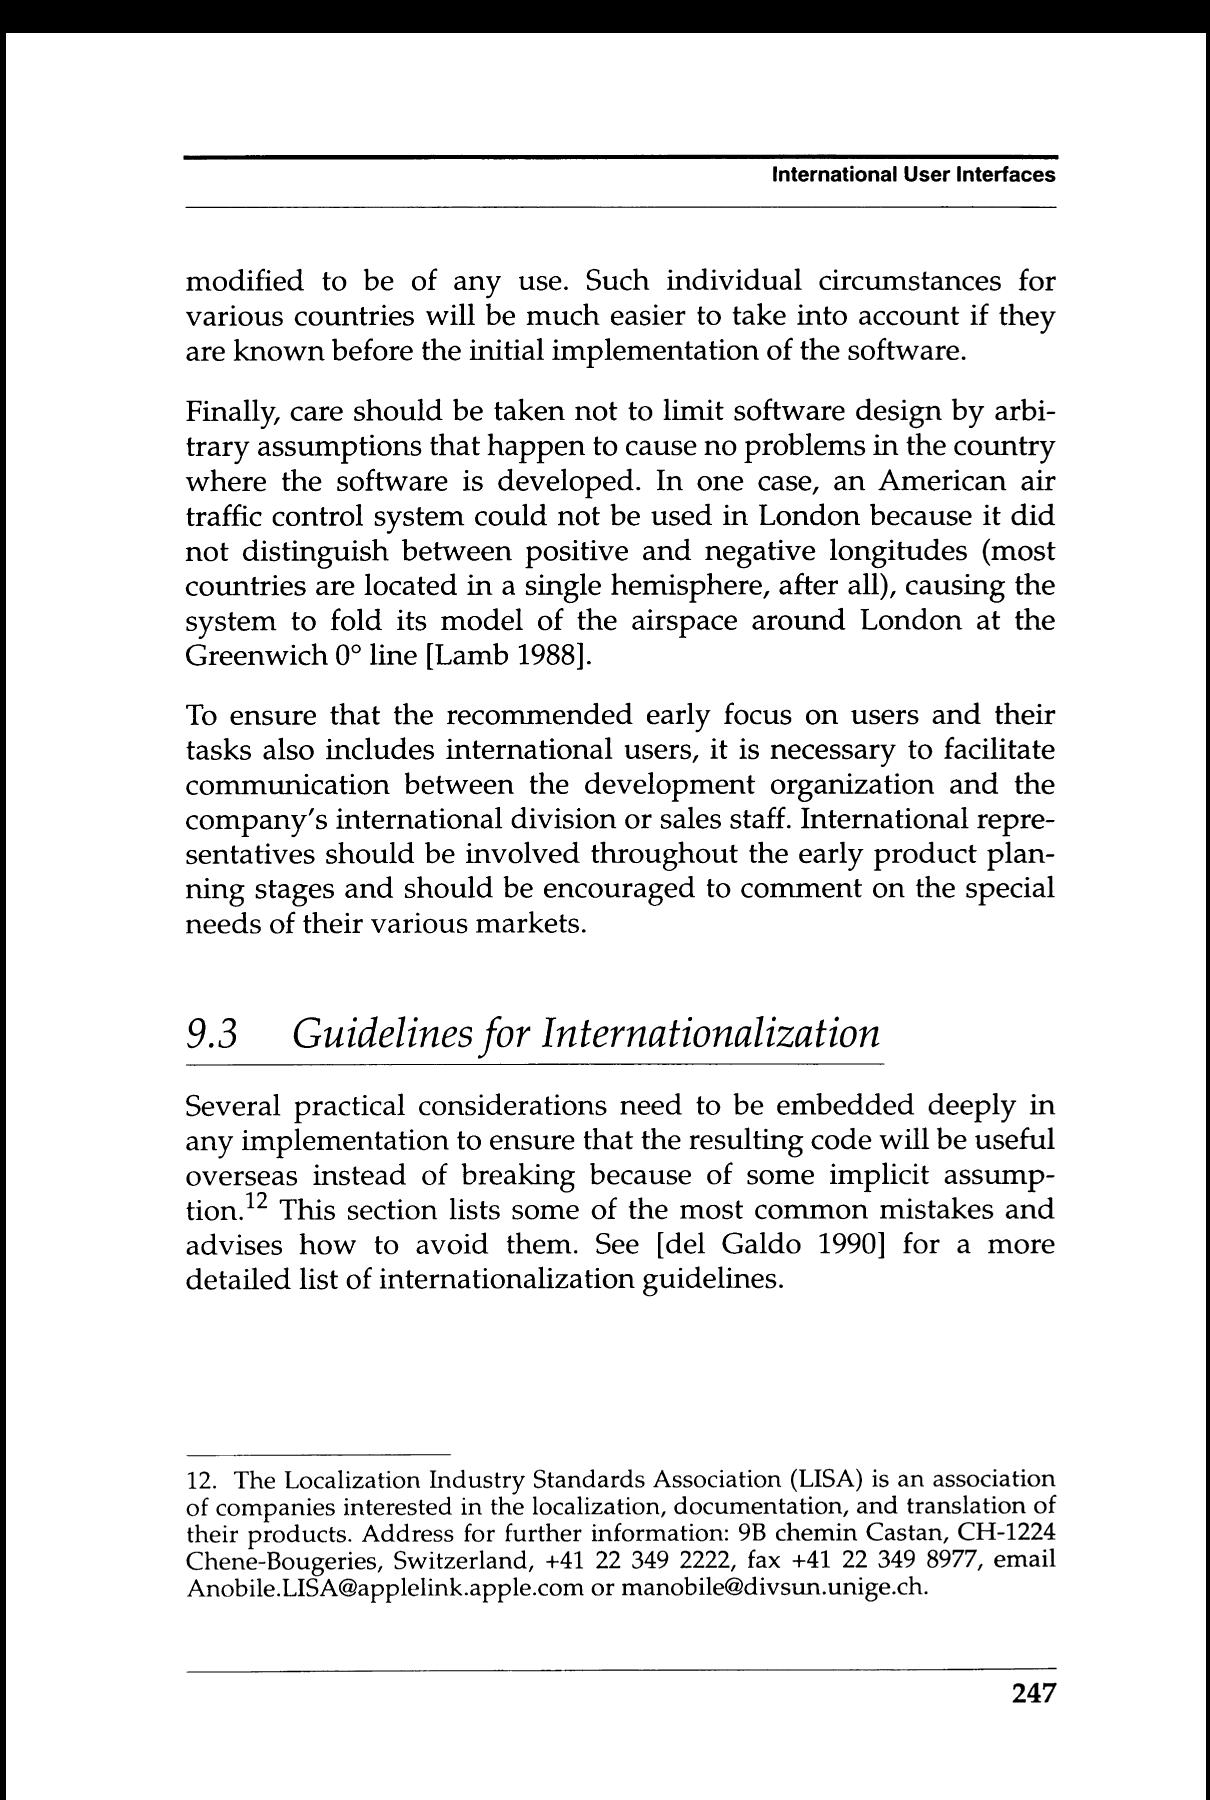 International User Interfaces
modified to be of any use. Such individual circumstances for
various countries will be much easier to take into account if they
are known before the initial implementation of the software.
Finally, care should be taken not to limit software design by arbi-
trary assumptions that happen to cause no problems in the country
where the software is developed. In one case, an American air
traffic control system could not be used in London because it did
not distinguish between positive and negative longitudes (most
countries are located in a single hemisphere, after all), causing the
system to fold its model of the airspace around London at the
Greenwich 0° line [Lamb 1988].
To ensure that the recommended early focus on users and their
tasks also includes international users, it is necessary to facilitate
communication between the development organization and the
company's international division or sales staff. International repre-
sentatives should be involved throughout the early product plan-
ning stages and should be encouraged to comment on the special
needs of their various markets.
9.3 Guidelines for Internationalization
Several practical considerations need to be embedded deeply in
any implementation to ensure that the resulting code will be useful
overseas instead of breaking because of some implicit assump-
tion.12 This section lists some of the most common mistakes and
advises how to avoid them. See [del Galdo 1990] for a more
detailed list of internationalization guidelines.
12. The Localization Industry Standards Association (LISA) is an association
of companies interested in the localization, documentation, and translation of
their products. Address for further information: 9B chemin Castan, CH-1224
Chene-Bougeries, Switzerland, +41 22 349 2222, fax +41 22 349 8977, email
Anobile.LISA@applelink.apple.com or manobile@divsun.unige.ch.
247